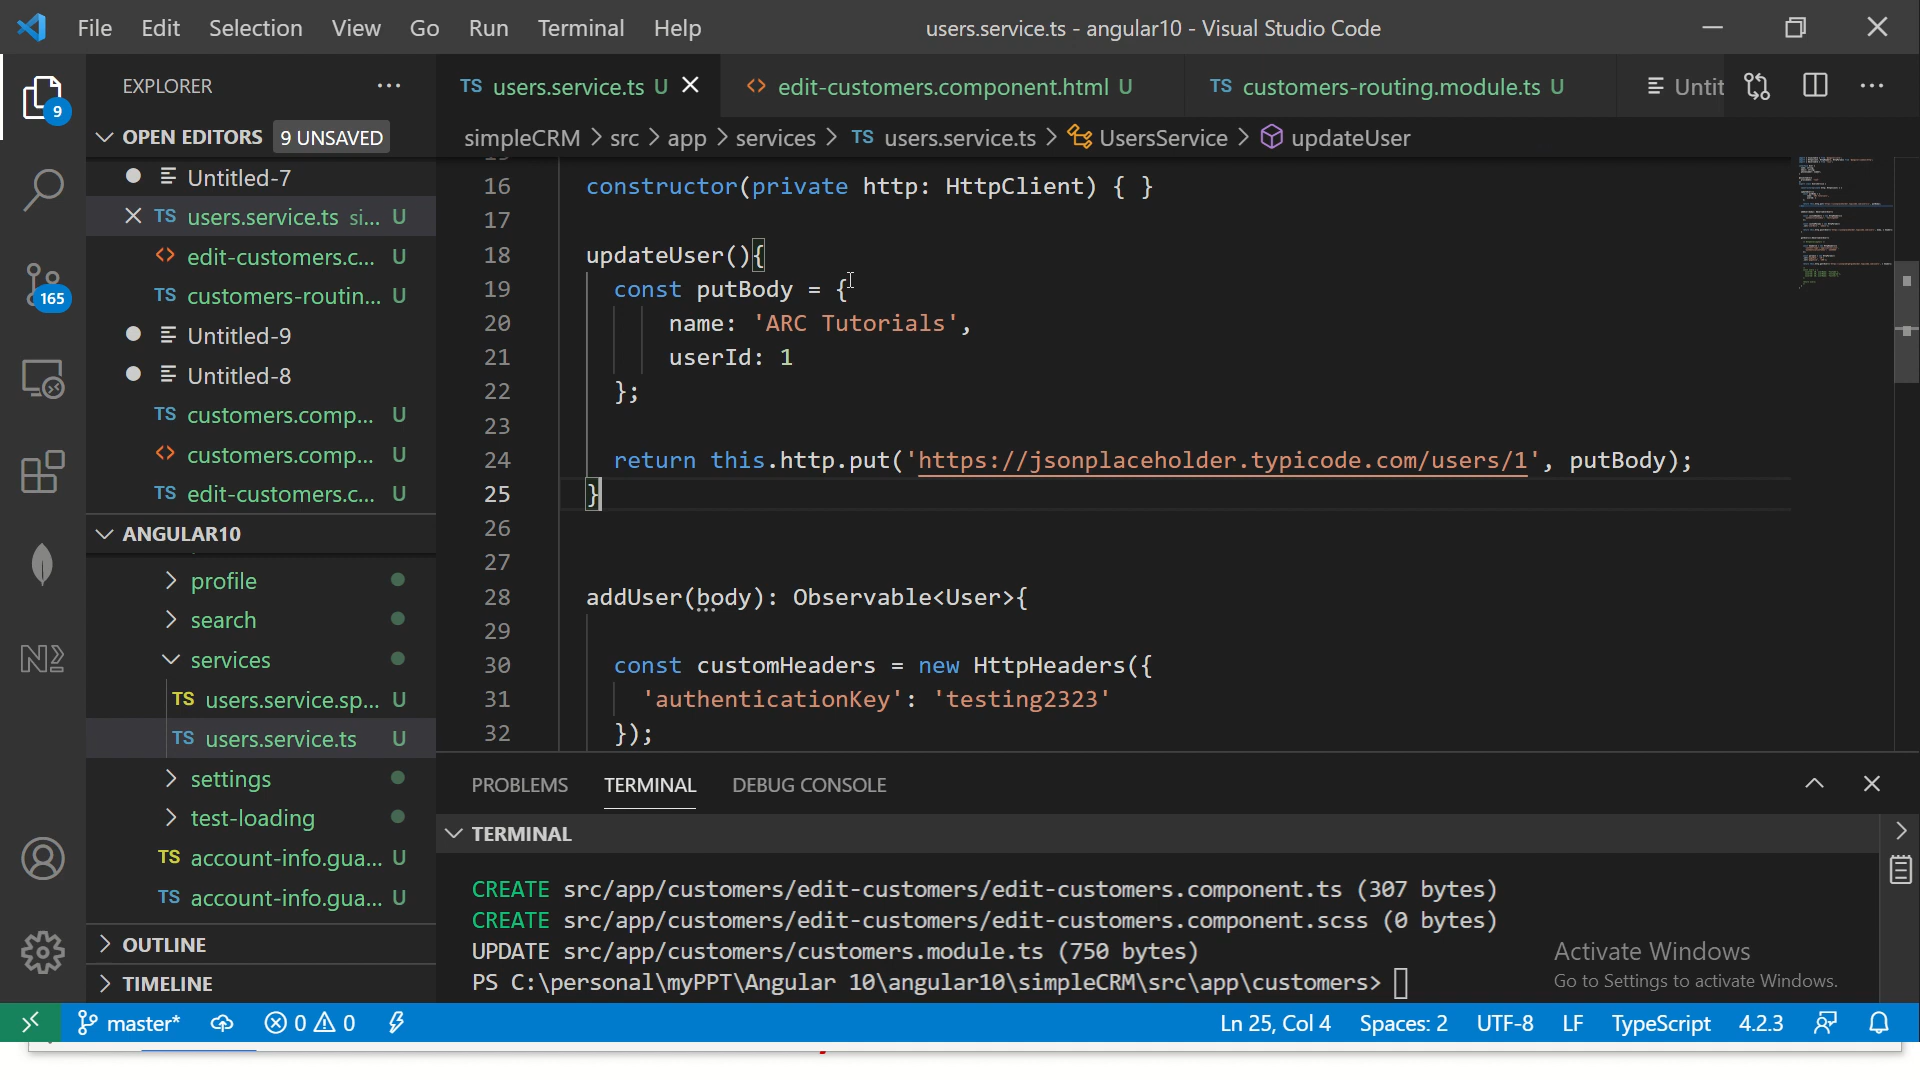 File Edit Selection View Go Run Terminal Help
users.service.ts - angular10 - Visual Studio Code
EXPLORER
TS users.service.ts U
<> edit-customers.component.html U
TS customers-routing.module.ts U
Untit
9
OPEN EDITORS 9 UNSAVED
simpleCRM > src > app > services > TS users.service.ts > UsersService > updateUser
Untitled-7
TS users.service.ts si... U
<> edit-customers.c... U
TS customers-routin... U
Untitled-9
Untitled-8
TS customers.comp... U
<> customers.comp... U
TS edit-customers.c... U
165
ANGULAR10
profile
search
services
TS users.service.sp... U
TS users.service.ts U
settings
test-loading
TS account-info.gua... U
TS account-info.gua... U
OUTLINE
TIMELINE
16 constructor(private http: HttpClient) { }
17
18 updateUser(){
19 const putBody = {
20 name: 'ARC Tutorials',
21 userId: 1
22 };
23
24 return this.http.put('https://jsonplaceholder.typicode.com/users/1', putBody);
25 }
26
27
28 addUser(body): Observable<User>{
29
30 const customHeaders = new HttpHeaders({
31 'authenticationKey': 'testing2323'
32 });
PROBLEMS TERMINAL DEBUG CONSOLE
TERMINAL
CREATE src/app/customers/edit-customers/edit-customers.component.ts (307 bytes)
CREATE src/app/customers/edit-customers/edit-customers.component.scss (0 bytes)
UPDATE src/app/customers/customers.module.ts (750 bytes)
PS C:\personal\myPPT\Angular 10\angular10\simpleCRM\src\app\customers>
Activate Windows
Go to Settings to activate Windows.
master* 0 0
Ln 25, Col 4 Spaces: 2 UTF-8 LF TypeScript 4.2.3